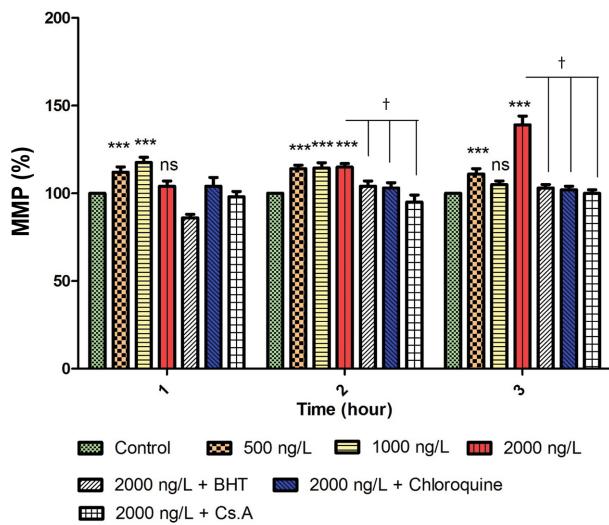 200
150
100
50
0
MMP (%)
*** *** ns
*** *** *** †
*** ns *** †
1 2 3
Time (hour)
Control 500 ng/L 1000 ng/L 2000 ng/L
2000 ng/L + BHT 2000 ng/L + Chloroquine
2000 ng/L + Cs.A